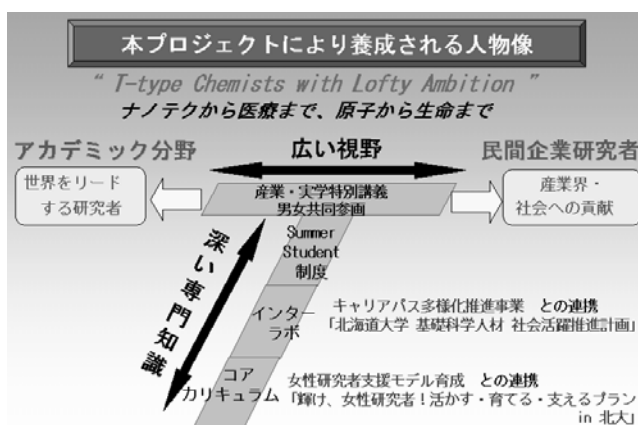 本プロジェクトにより養成される人物像
“ T-type Chemists with Lofty Ambition ”
ナノテクから医療まで、原子から生命まで
アカデミック分野
広い視野
民間企業研究者
世界をリード
する研究者
産業・実学特別講義
男女共同参画
産業界・
社会への貢献
深い専門知識
Summer
Student
制度
インター
ラボ
キャリアパス多様化推進事業 との連携
「北海道大学 基礎科学人材 社会活躍推進計画」
コア
カリキュラム
女性研究者支援モデル育成 との連携
「輝け、女性研究者！活かす・育てる・支えるプラン
in 北大」